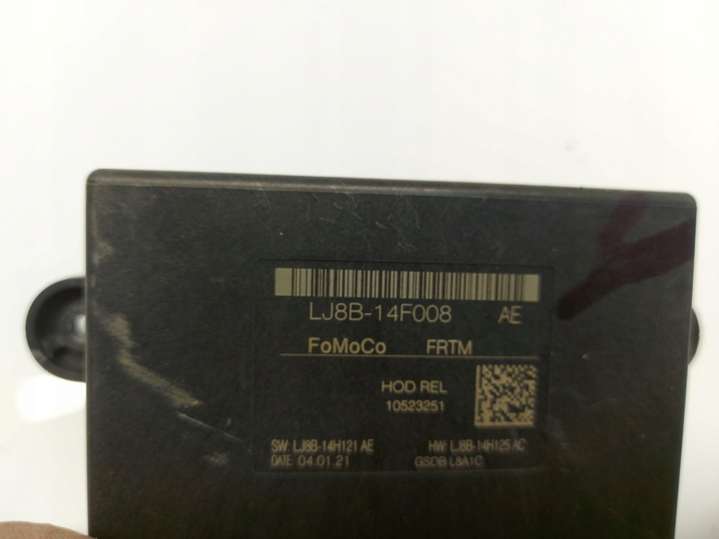 LJ8B-14F008 AE
FoMoCo FRTM
HOD REL
10523251
SW: LJ8B-14H121 AE HW: LJ8B-14H125 AC
DATE: 04.01.21 GSDB L8A1C